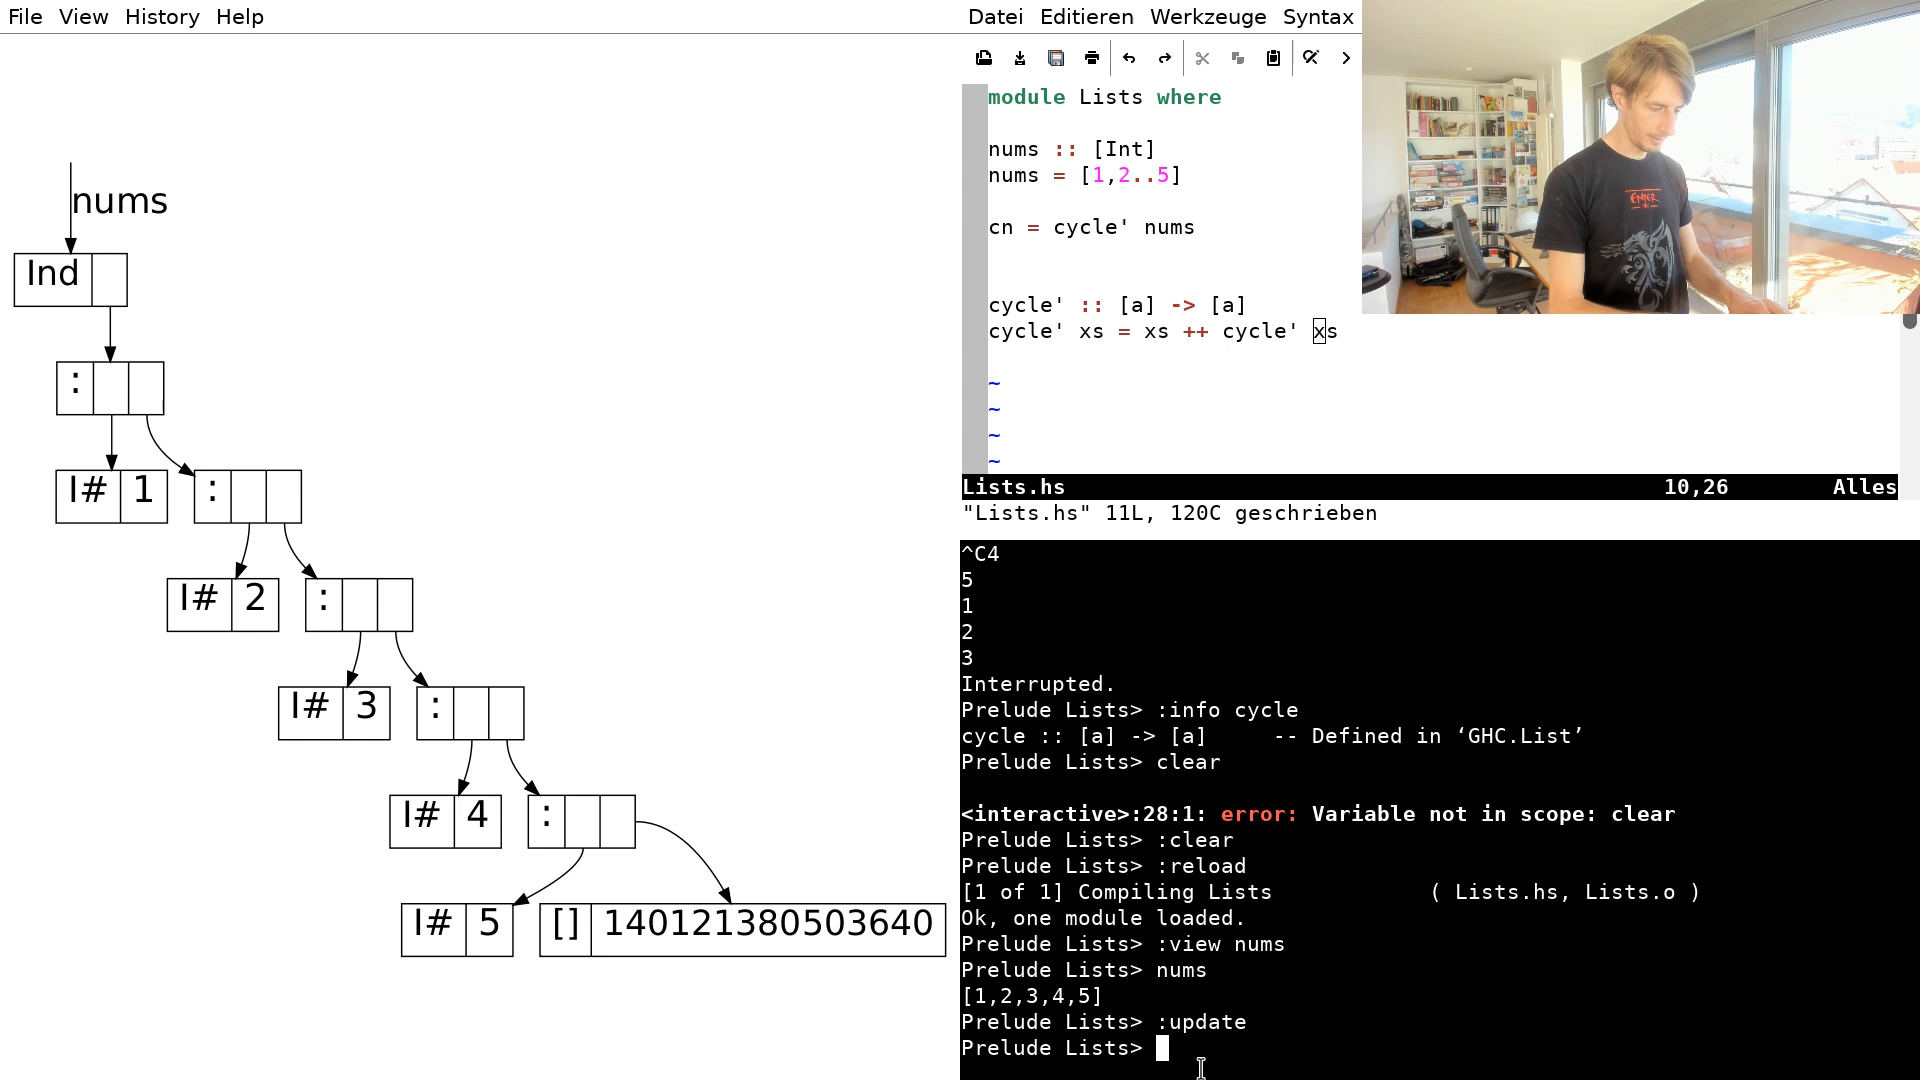 File View History Help
nums
Ind
:
I# 1
:
I# 2
:
I# 3
:
I# 4
:
I# 5
[] 140121380503640
Datei Editieren Werkzeuge Syntax
module Lists where
nums :: [Int]
nums = [1,2..5]
cn = cycle' nums
cycle' :: [a] -> [a]
cycle' xs = xs ++ cycle' xs
~
~
~
~
Lists.hs 10,26 Alles
"Lists.hs" 11L, 120C geschrieben
ENTER
^C4
5
1
2
3
Interrupted.
Prelude Lists> :info cycle
cycle :: [a] -> [a] -- Defined in ‘GHC.List’
Prelude Lists> clear
<interactive>:28:1: error: Variable not in scope: clear
Prelude Lists> :clear
Prelude Lists> :reload
[1 of 1] Compiling Lists ( Lists.hs, Lists.o )
Ok, one module loaded.
Prelude Lists> :view nums
Prelude Lists> nums
[1,2,3,4,5]
Prelude Lists> :update
Prelude Lists>